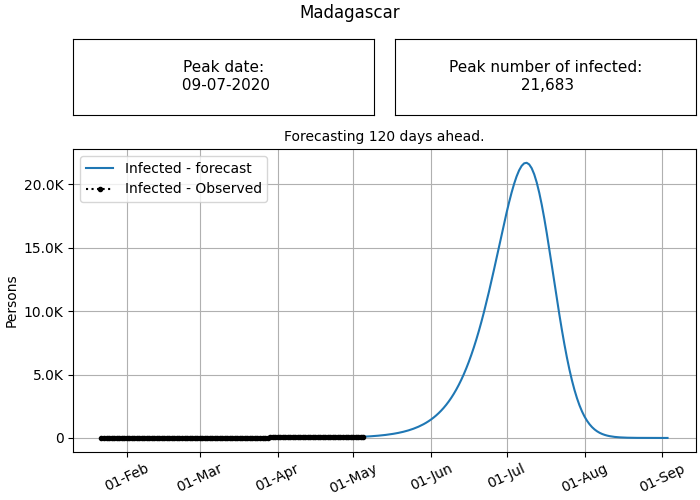 Madagascar
Peak date:
09-07-2020
Peak number of infected:
21,683
Forecasting 120 days ahead.
Infected - forecast
Infected - Observed
Persons
20.0K
15.0K
10.0K
5.0K
0
01-Feb
01-Mar
01-Apr
01-May
01-Jun
01-Jul
01-Aug
01-Sep